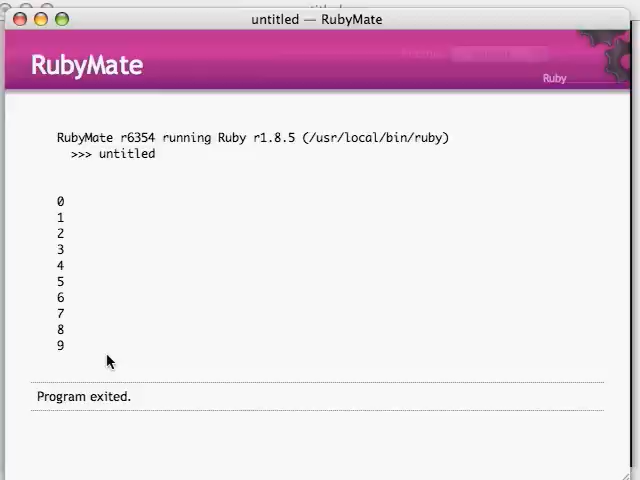 untitled — RubyMate
RubyMate
Ruby
RubyMate r6354 running Ruby r1.8.5 (/usr/local/bin/ruby)
>>> untitled
0
1
2
3
4
5
6
7
8
9
Program exited.